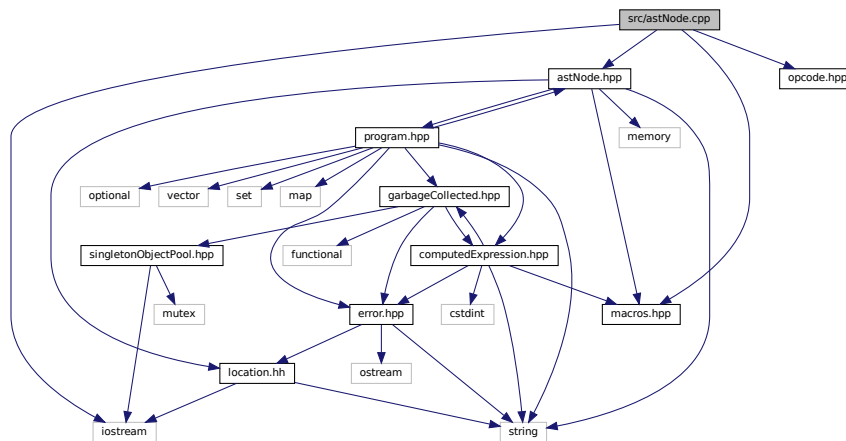 src/astNode.cpp
astNode.hpp
opcode.hpp
program.hpp
memory
optional
vector
set
map
garbageCollected.hpp
singletonObjectPool.hpp
functional
computedExpression.hpp
mutex
error.hpp
cstdint
macros.hpp
location.hh
ostream
iostream
string